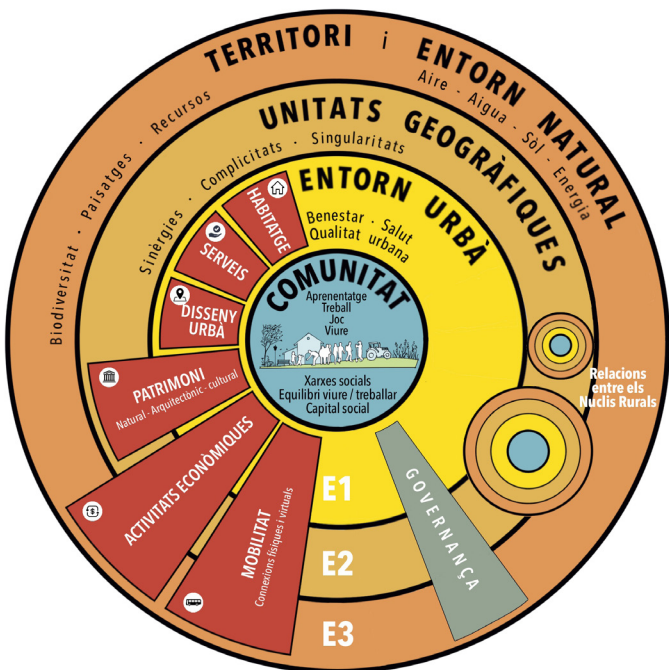 TERRITORI i ENTORN NATURAL
Aire - Aigua - Sòl - Energia
Biodiversitat · Paisatges · Recursos
UNITATS GEOGRÀFIQUES
Sinèrgies · Complicitats · Singularitats
ENTORN URBÀ
Benestar · Salut
Qualitat urbana
HABITATGE
SERVEIS
DISSENY
URBÀ
PATRIMONI
Natural - Arquitectònic - cultural
ACTIVITATS ECONÒMIQUES
MOBILITAT
Connexions físiques i virtuals
COMUNITAT
Aprenentatge
Treball
Joc
Viure
Xarxes socials
Equilibri viure / treballar
Capital social
Relacions
entre els
Nuclis Rurals
GOVERNANÇA
E1
E2
E3